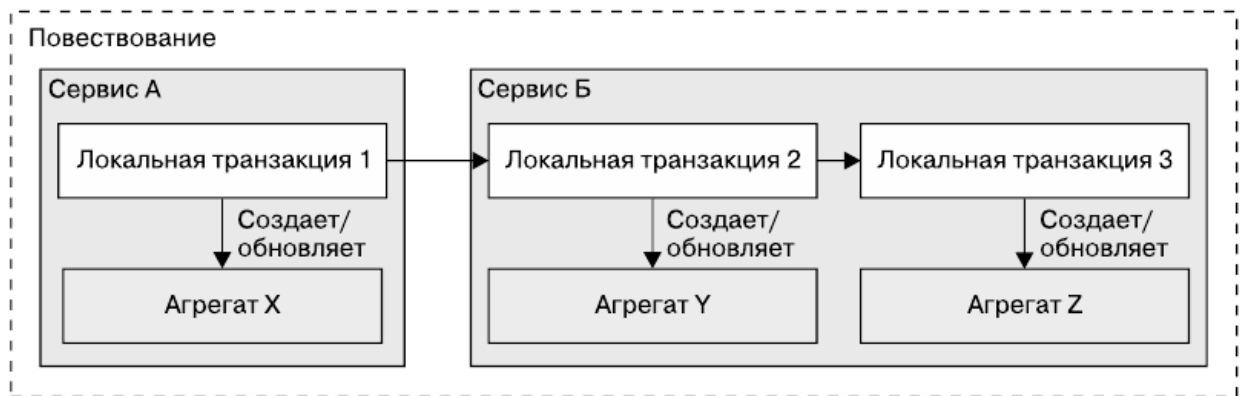 Повествование
Сервис А
Сервис Б
Локальная транзакция 1
Локальная транзакция 2
Локальная транзакция 3
Создает/
обновляет
Создает/
обновляет
Создает/
обновляет
Агрегат X
Агрегат Y
Агрегат Z